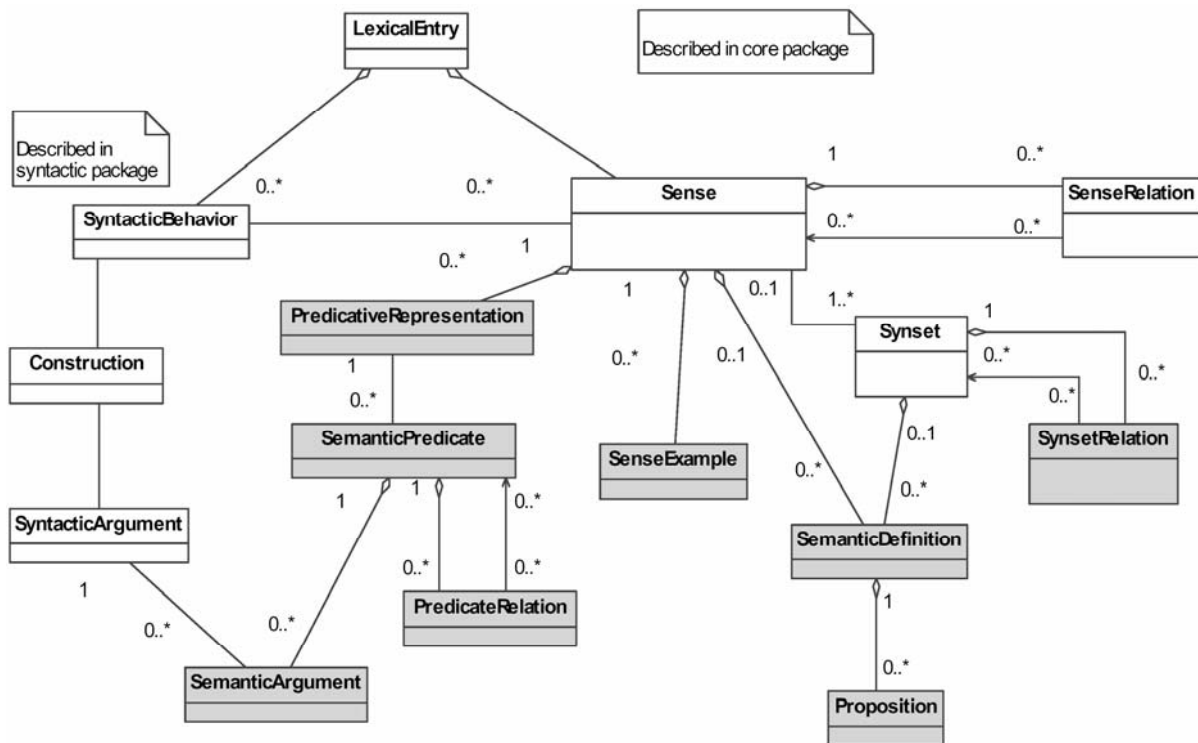 LexicalEntry
Described in core package
Described in
syntactic package
1
0..*
0..*
0..*
Sense
SenseRelation
SyntacticBehavior
0..*
0..*
1
0..*
1
0..1
1..*
1
PredicativeRepresentation
Synset
1
0..*
0..1
0..*
0..*
Construction
0..*
0..*
SemanticPredicate
0..1
SynsetRelation
SenseExample
1
1
0..*
0..*
0..*
SyntacticArgument
SemanticDefinition
0..*
0..*
1
PredicateRelation
1
0..*
0..*
0..*
SemanticArgument
Proposition